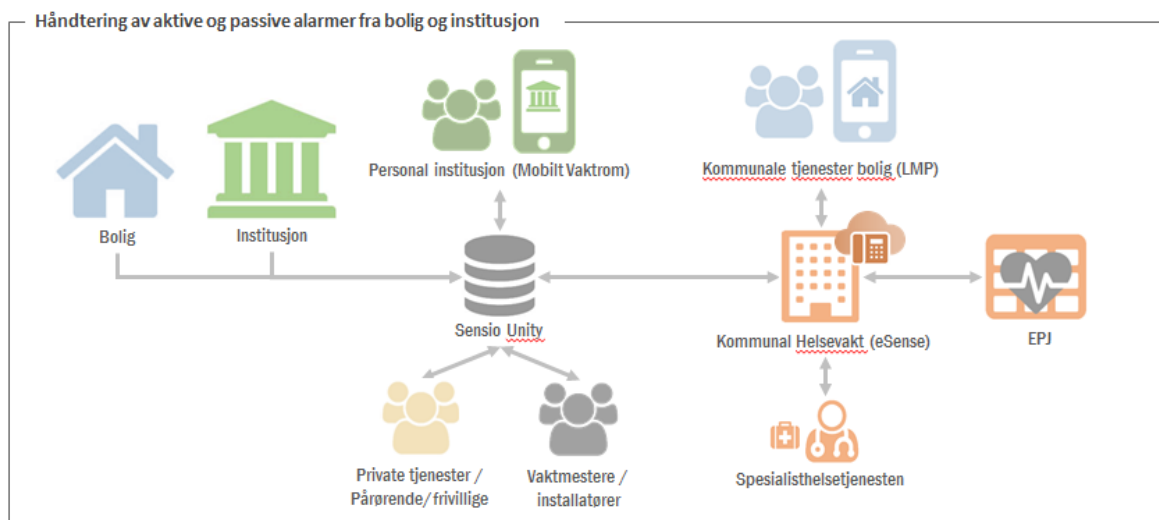 Håndtering av aktive og passive alarmer fra bolig og institusjon
Personal institusjon (Mobilt Vaktrom)
Kommunale tjenester bolig (LMP)
Bolig
Institusjon
Sensio Unity
Kommunal Helsevakt (eSense)
EPJ
Private tjenester /
Pårørende/ frivillige
Vaktmestere /
installatører
Spesialisthelsetjenesten